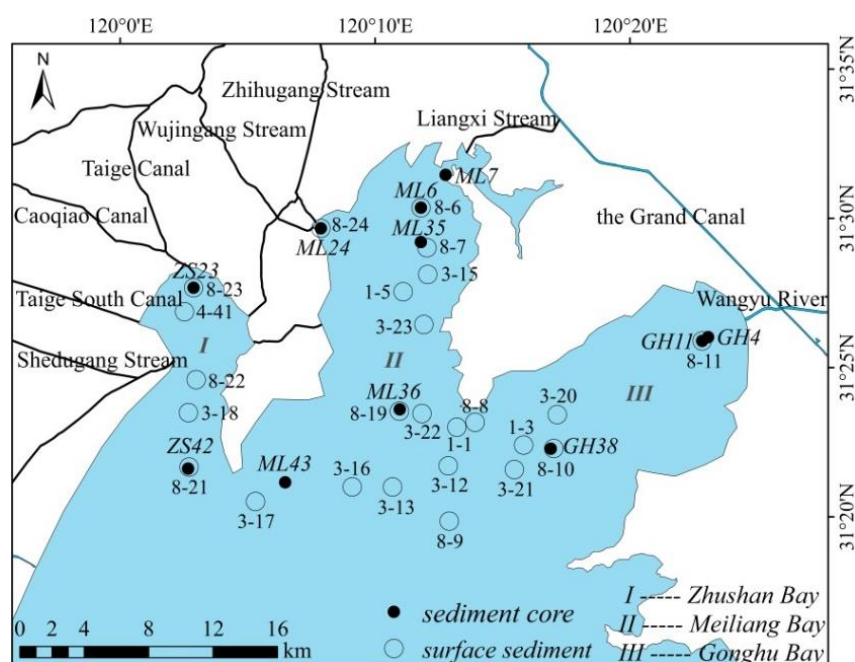 120°0'E 120°10'E 120°20'E
31°35'N
N
Zhihugang Stream
Wujingang Stream
Liangxi Stream
Taige Canal
ML7
ML6
8-6
31°30'N
Caoqiao Canal
8-24
ML24
ML35
8-7
the Grand Canal
3-15
ZS23
8-23
1-5
Taige South Canal
4-41
3-23
Wangyu River
I
II
III
GH11
GH4
8-11
31°25'N
Shedugang Stream
8-22
3-18
ML36
8-19
3-22
8-8
1-1
3-20
1-3
GH38
8-10
ZS42
8-21
ML43
3-16
3-13
3-12
3-21
3-17
8-9
31°20'N
0 2 4 8 12 16
km
sediment core
surface sediment
I ----- Zhushan Bay
II ----- Meiliang Bay
III ----- Gonghu Bay